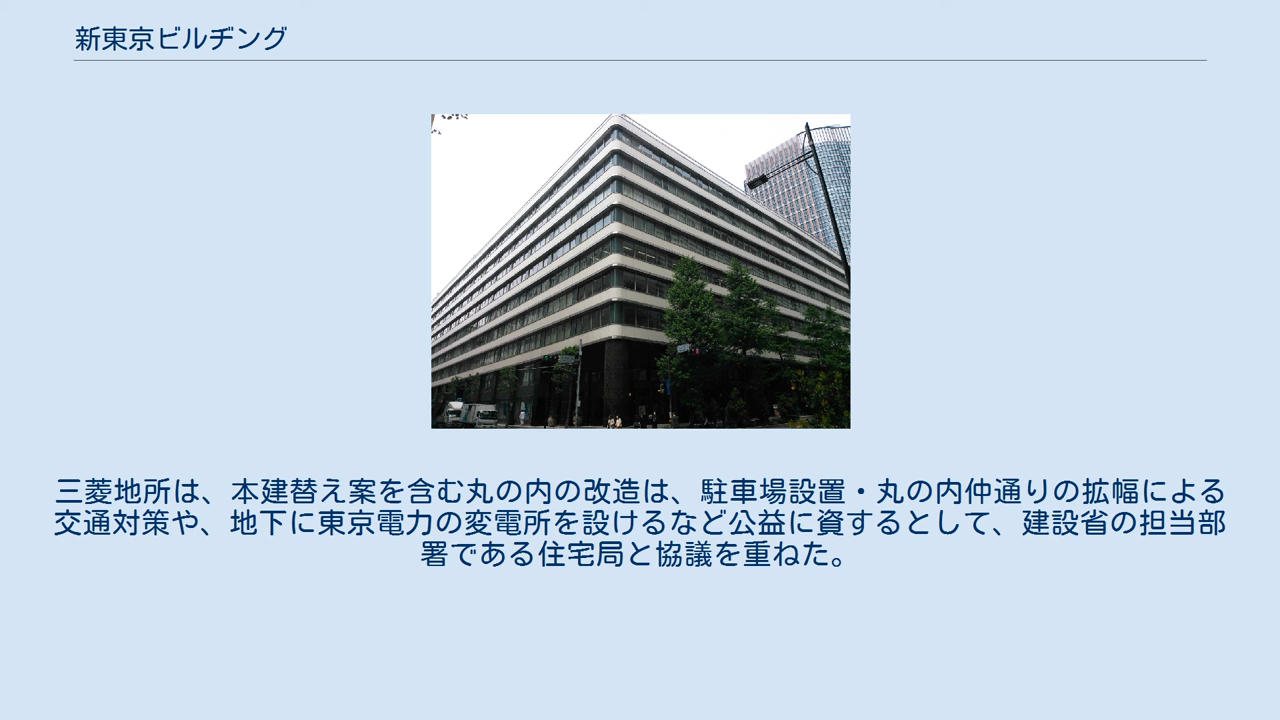 新東京ビルヂング
三菱地所は、本建替え案を含む丸の内の改造は、駐車場設置・丸の内仲通りの拡幅による
交通対策や、地下に東京電力の変電所を設けるなど公益に資するとして、建設省の担当部
署である住宅局と協議を重ねた。